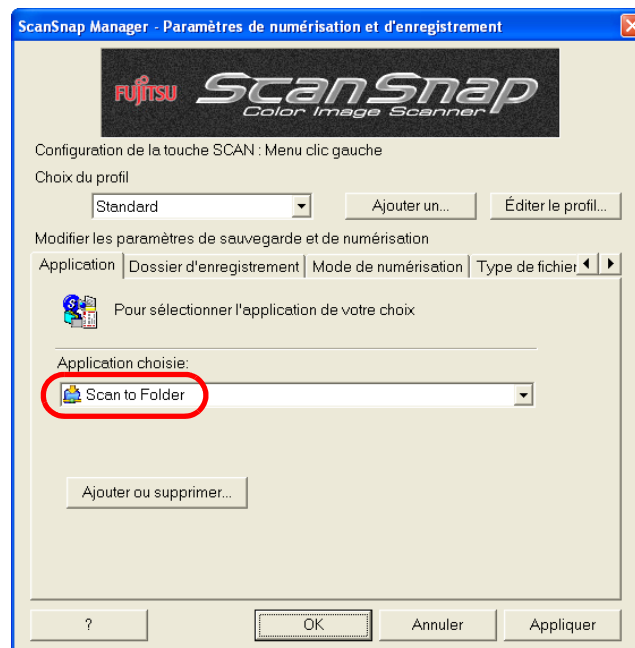 ScanSnap Manager - Paramètres de numérisation et d'enregistrement
FUJITSU ScanSnap
Color Image Scanner
Configuration de la touche SCAN : Menu clic gauche
Choix du profil
Standard Ajouter un... Éditer le profil...
Modifier les paramètres de sauvegarde et de numérisation
Application Dossier d'enregistrement Mode de numérisation Type de fichier
Pour sélectionner l'application de votre choix
Application choisie:
Scan to Folder
Ajouter ou supprimer...
? OK Annuler Appliquer